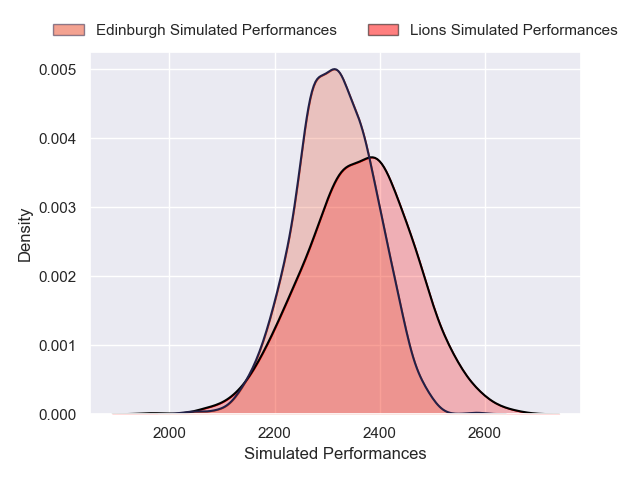 Edinburgh Simulated Performances Lions Simulated Performances
0.005
0.004
0.003
0.002
0.001
0.000
Density
2000 2200 2400 2600
Simulated Performances